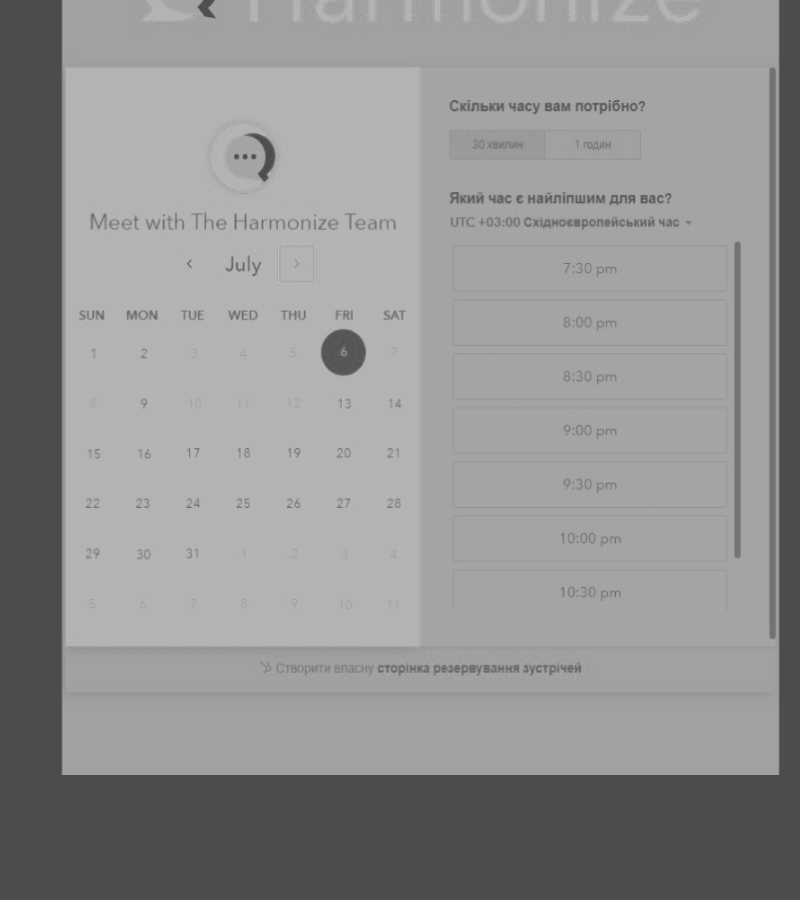 Harmonize
Meet with The Harmonize Team
July
SUN MON TUE WED THU FRI SAT
1 2 3 4 5 6 7
8 9 10 11 12 13 14
15 16 17 18 19 20 21
22 23 24 25 26 27 28
29 30 31 1 2 3 4
5 6 7 8 9 10 11
Скільки часу вам потрібно?
30 хвилин 1 годин
Який час є найліпшим для вас?
UTC +03:00 Східноєвропейський час
7:30 pm
8:00 pm
8:30 pm
9:00 pm
9:30 pm
10:00 pm
10:30 pm
Створити власну сторінка резервування зустрічей